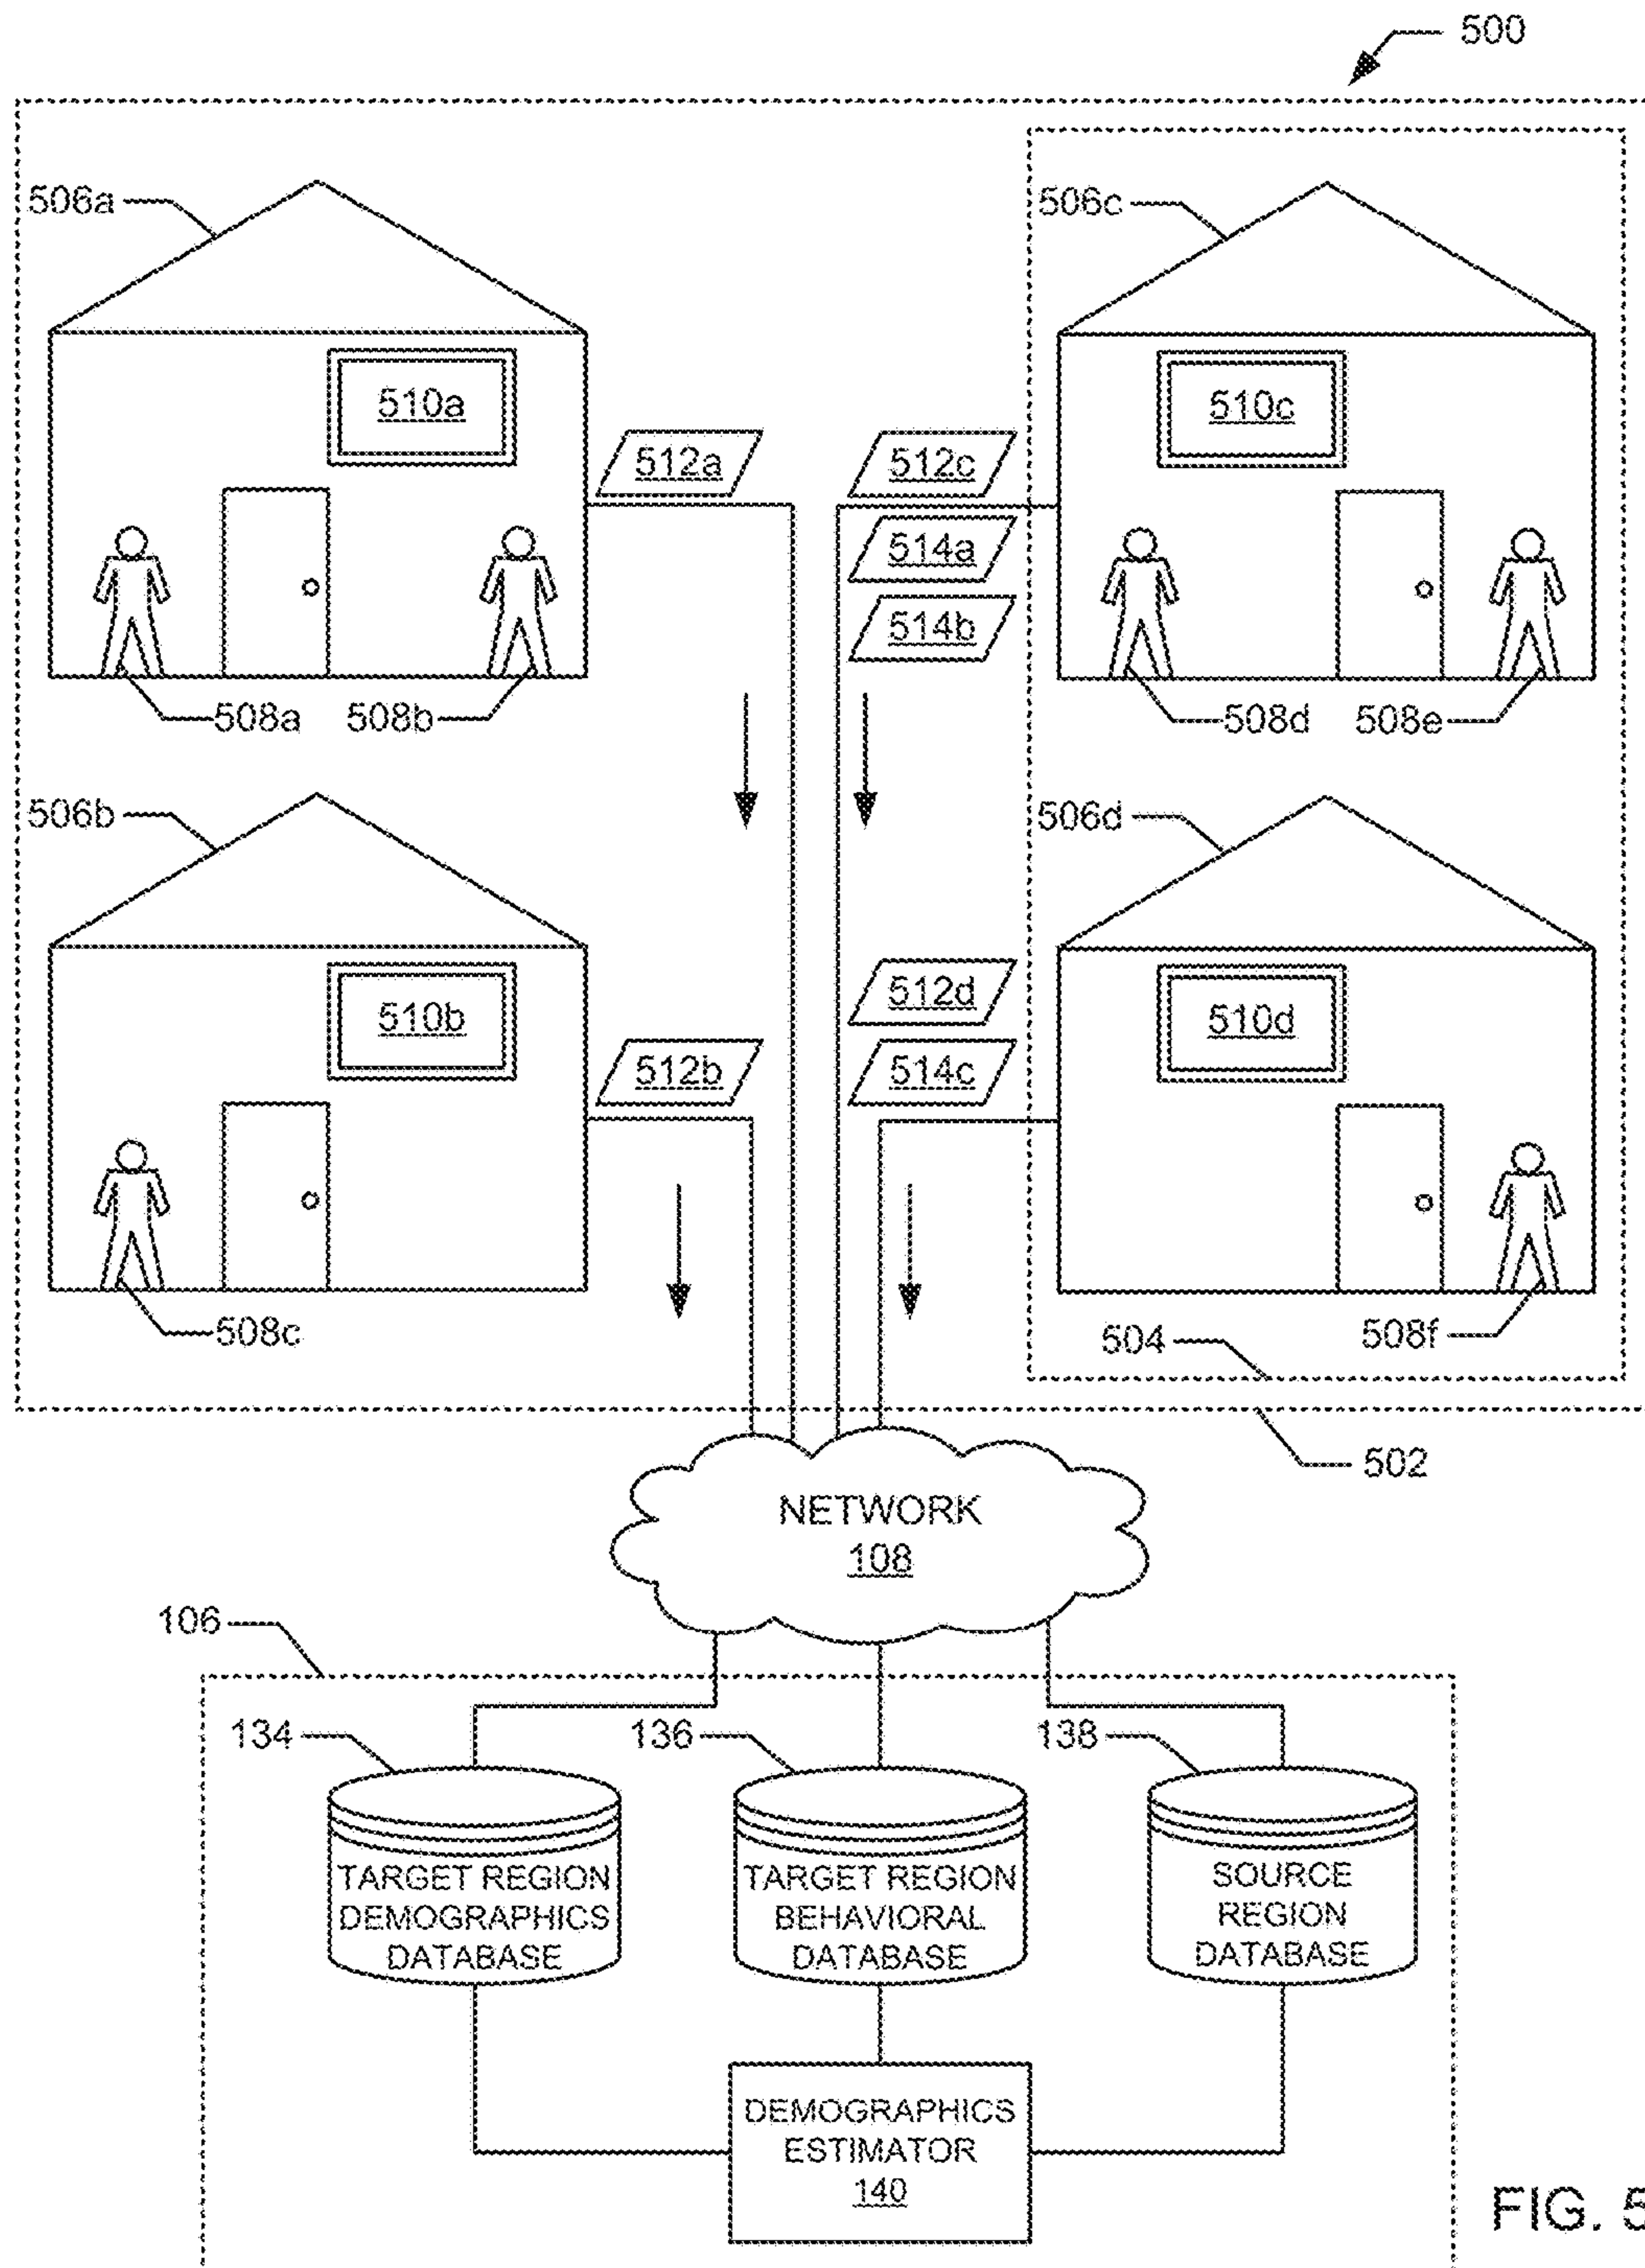 500
506a
506c
510a
510c
512a
512c
514a
514b
508a
508b
508d
508e
506b
506d
510b
510d
512d
512b
514c
508c
504
508f
502
NETWORK
108
106
134
136
138
TARGET REGION
DEMOGRAPHICS
DATABASE
TARGET REGION
BEHAVIORAL
DATABASE
SOURCE
REGION
DATABASE
DEMOGRAPHICS
ESTIMATOR
140
FIG. 5